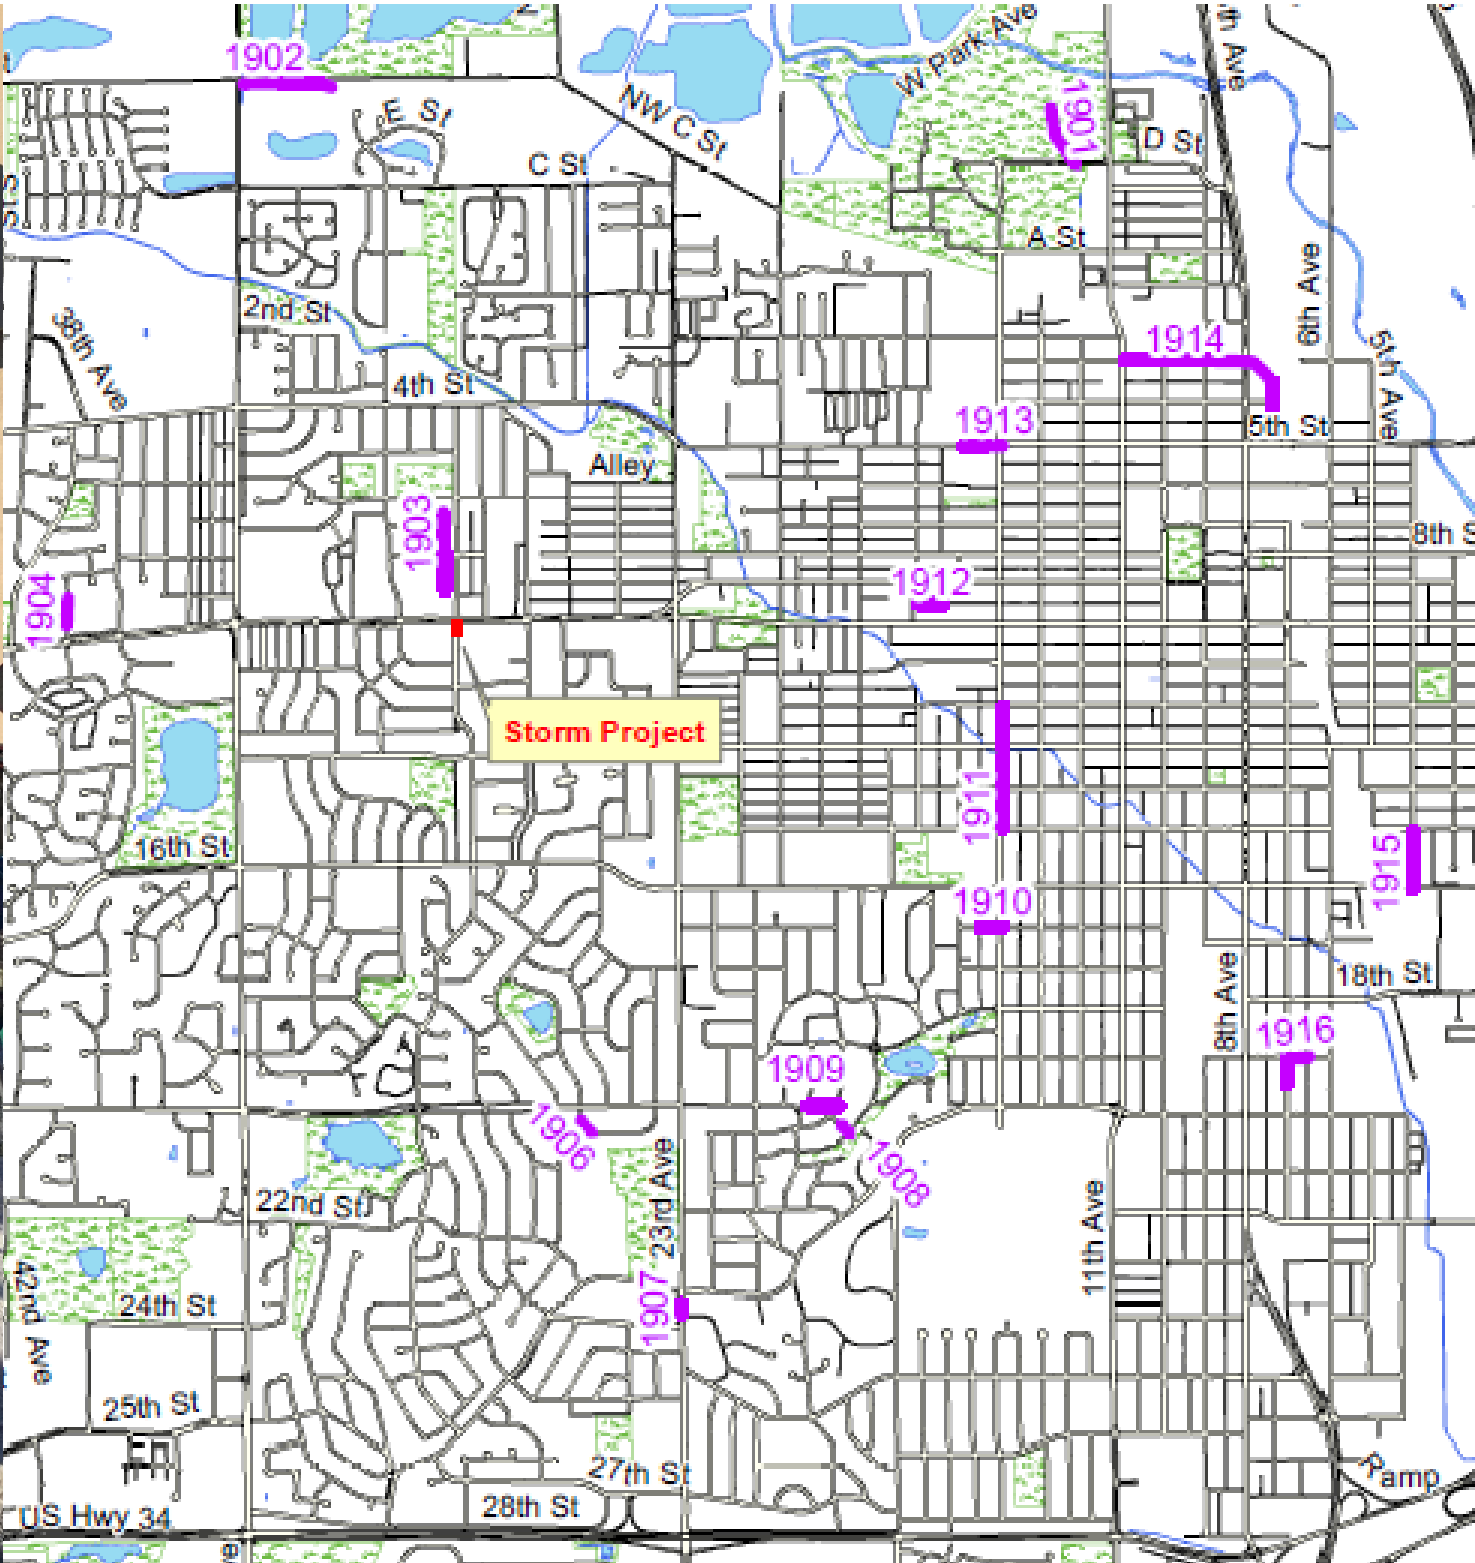 1902
W Park Ave
E St
NW C St
1901
D St
C St
A St
2nd St
6th Ave
38th Ave
1914
5th Ave
4th St
1913
5th St
Alley
1903
8th S
1912
1904
Storm Project
1911
16th St
1915
1910
18th St
8th Ave
1916
1909
1906
1908
23rd Ave
22nd St
11th Ave
42nd Ave
24th St
1907
25th St
27th St
Ramp
28th St
US Hwy 34